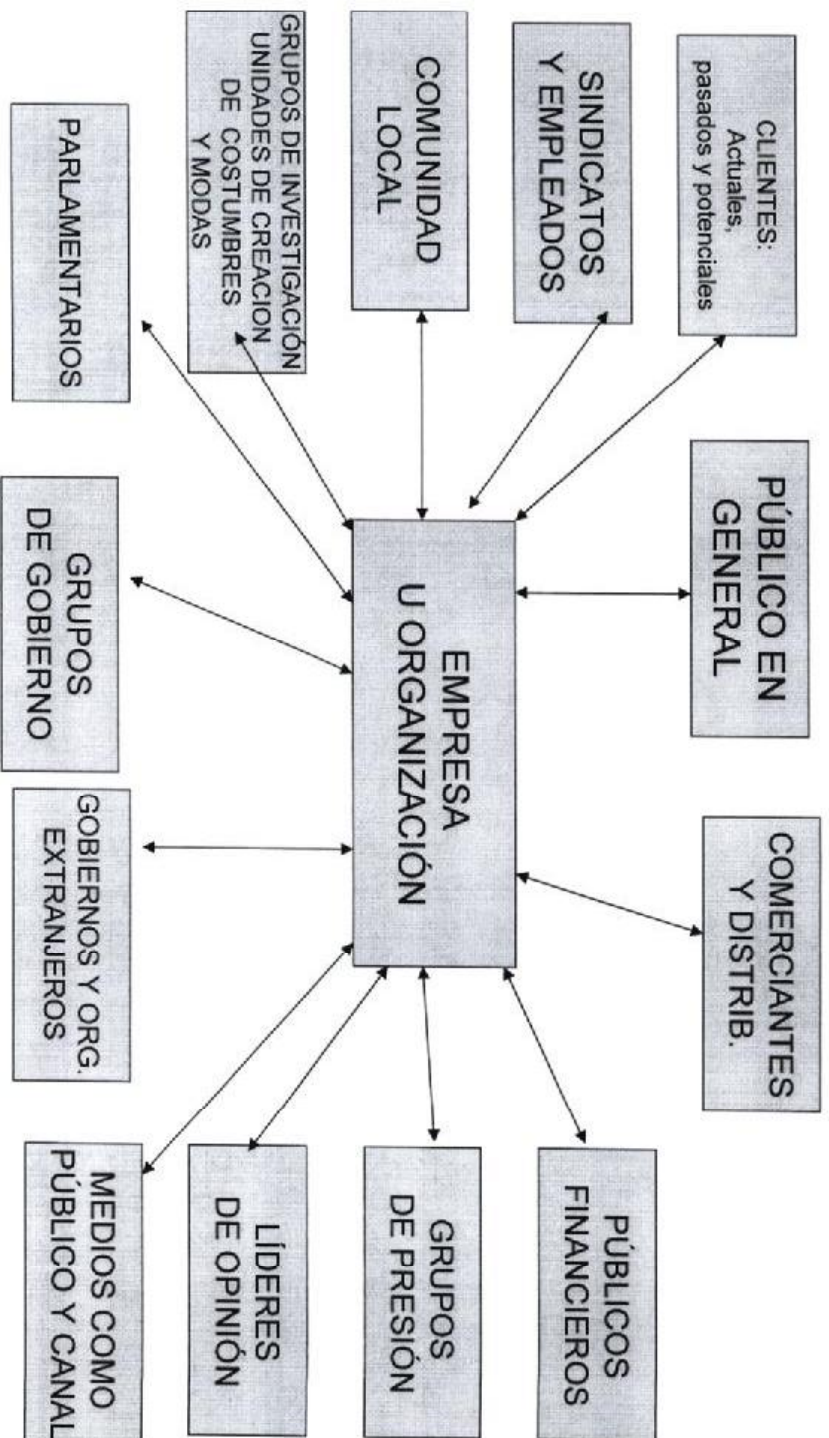 CLIENTES:
Actuales,
pasados y potenciales
PÚBLICO EN
GENERAL
COMERCIANTES
Y DISTRIB.
SINDICATOS
Y EMPLEADOS
PÚBLICOS
FINANCIEROS
COMUNIDAD
LOCAL
EMPRESA
U ORGANIZACIÓN
GRUPOS
DE PRESIÓN
GRUPOS DE INVESTIGACIÓN
UNIDADES DE CREACION
DE COSTUMBRES
Y MODAS
LÍDERES
DE OPINIÓN
PARLAMENTARIOS
GRUPOS
DE GOBIERNO
GOBIERNOS Y ORG.
EXTRANJEROS
MEDIOS COMO
PÚBLICO Y CANAL